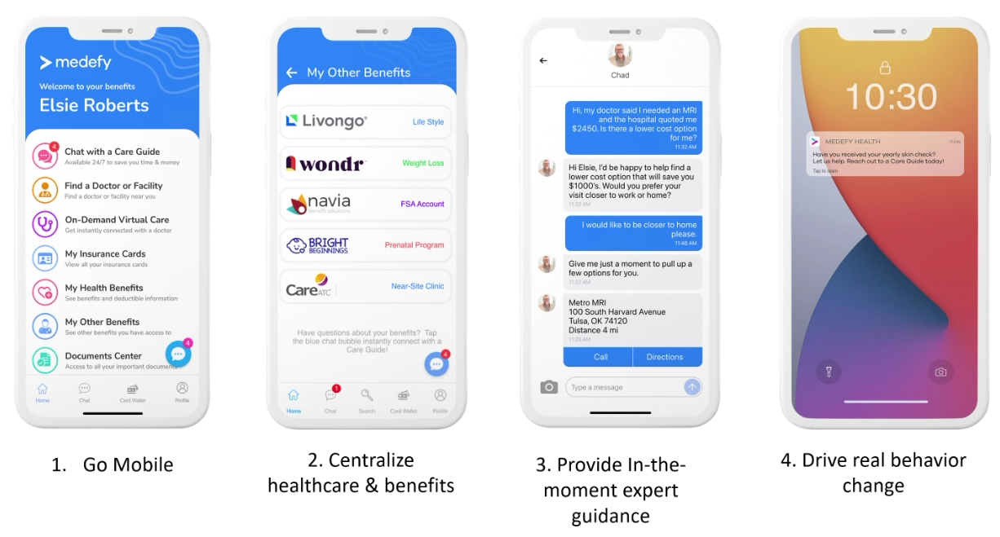 medefy
Welcome to your benefits
Elsie Roberts
4
Chat with a Care Guide
Available 24/7 to save you time & money
Find a Doctor or Facility
Find a doctor or facility near you
On-Demand Virtual Care
Get instantly connected with a doctor
My Insurance Cards
View all your insurance cards
My Health Benefits
See benefits and deductible information
My Other Benefits
See other benefits you have access to
4
Documents Center
Access to all your important documents
Home Chat Card Wallet Profile
1. Go Mobile
My Other Benefits
Livongo® Life Style
wondr Weight Loss
navia FSA Account
benefit solutions
BRIGHT
BEGINNINGS Prenatal Program
CareATC Near-Site Clinic
Have questions about your benefits? Tap
the blue chat bubble instantly connect with a
Care Guide!
4
1
Home Chat Search Card Wallet Profile
2. Centralize
healthcare & benefits
Chad
Hi, my doctor said I needed an MRI
and the hospital quoted me
$2450. Is there a lower cost option
for me?
11:32 AM
Hi Elsie, I'd be happy to help find a
lower cost option that will save you
$1000's. Would you prefer your
visit closer to work or home?
11:32 AM
I would like to be closer to home
please.
11:48 AM
Give me just a moment to pull up a
few options for you.
11:32 AM
Metro MRI
100 South Harvard Avenue
Tulsa, OK 74120
Distance 4 mi
11:28 AM
Call Directions
Type a message
3. Provide In-the-
moment expert
guidance
10:30
MEDEFY HEALTH now
Have you received your yearly skin check?
Let us help. Reach out to a Care Guide today!
Tap to open
4. Drive real behavior
change